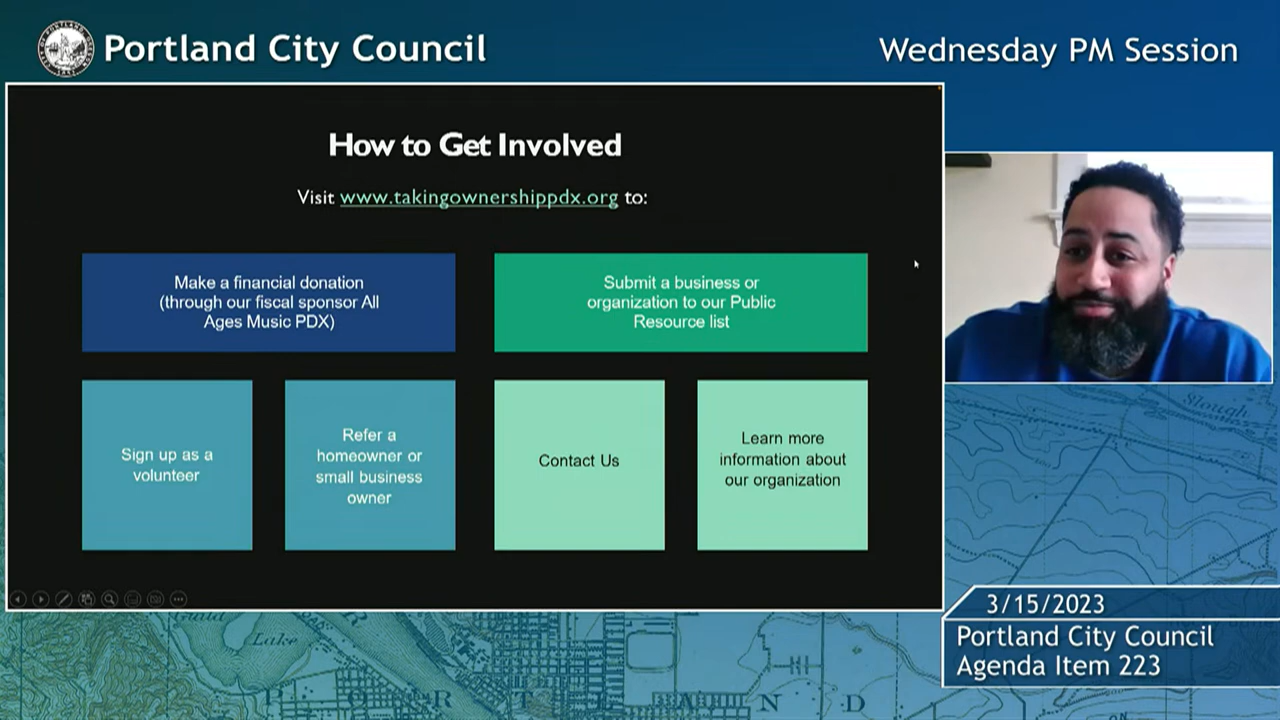 Portland City Council
Wednesday PM Session
How to Get Involved
Visit www.takingownershippdx.org to:
Make a financial donation
(through our fiscal sponsor All
Ages Music PDX)
Submit a business or
organization to our Public
Resource list
Sign up as a
volunteer
Refer a
homeowner or
small business
owner
Contact Us
Learn more
information about
our organization
Slough
3/15/2023
Portland City Council
Agenda Item 223
Guild
Lake
R T L A N D